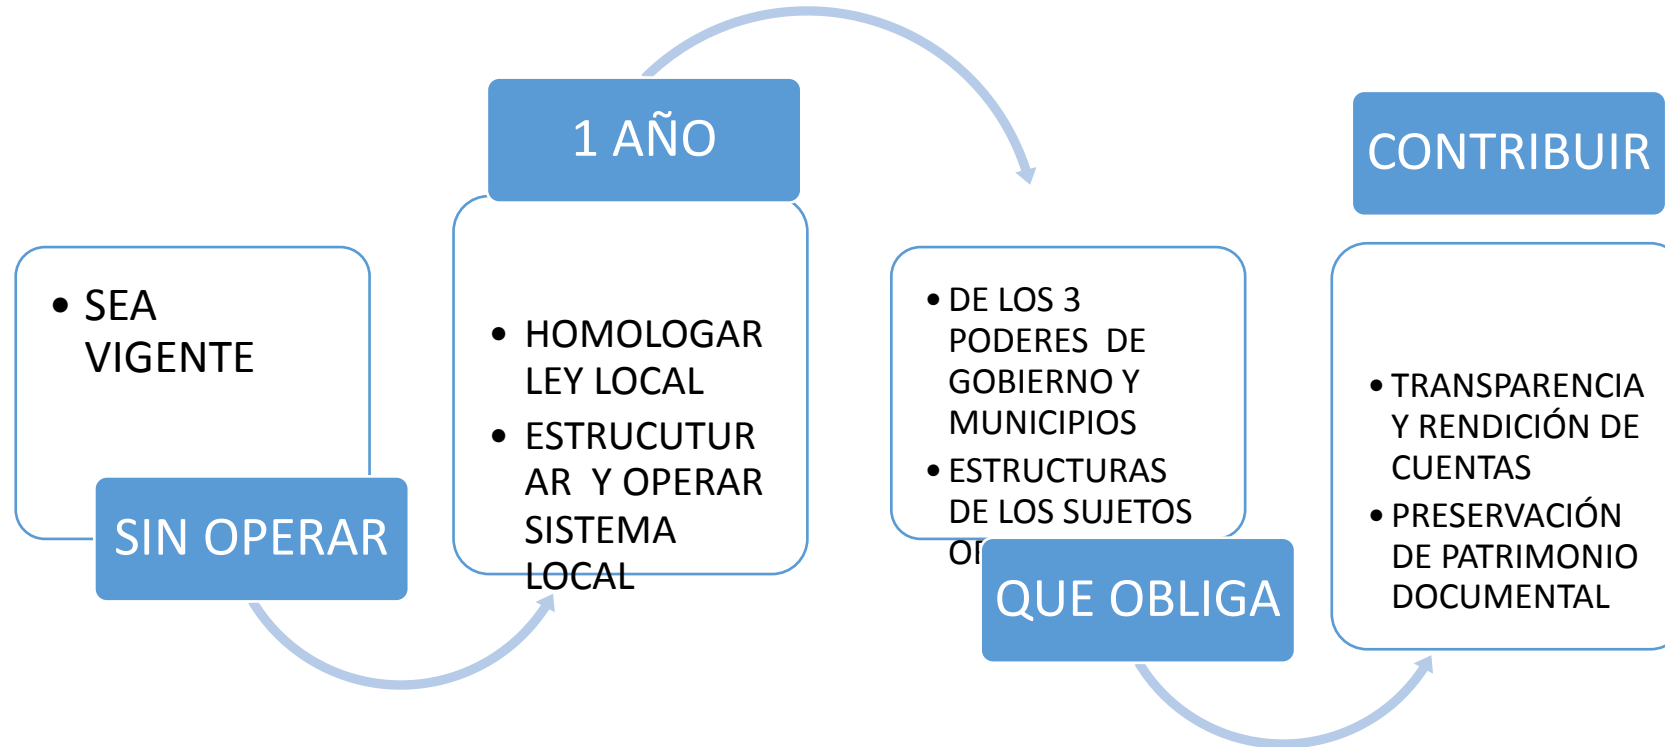 • SEA
VIGENTE
SIN OPERAR
1 AÑO
• HOMOLOGAR
LEY LOCAL
• ESTRUCUTUR
AR Y OPERAR
SISTEMA
LOCAL
• DE LOS 3
PODERES DE
GOBIERNO Y
MUNICIPIOS
• ESTRUCTURAS
DE LOS SUJETOS
QUE OBLIGA
CONTRIBUIR
• TRANSPARENCIA
Y RENDICIÓN DE
CUENTAS
• PRESERVACIÓN
DE PATRIMONIO
DOCUMENTAL